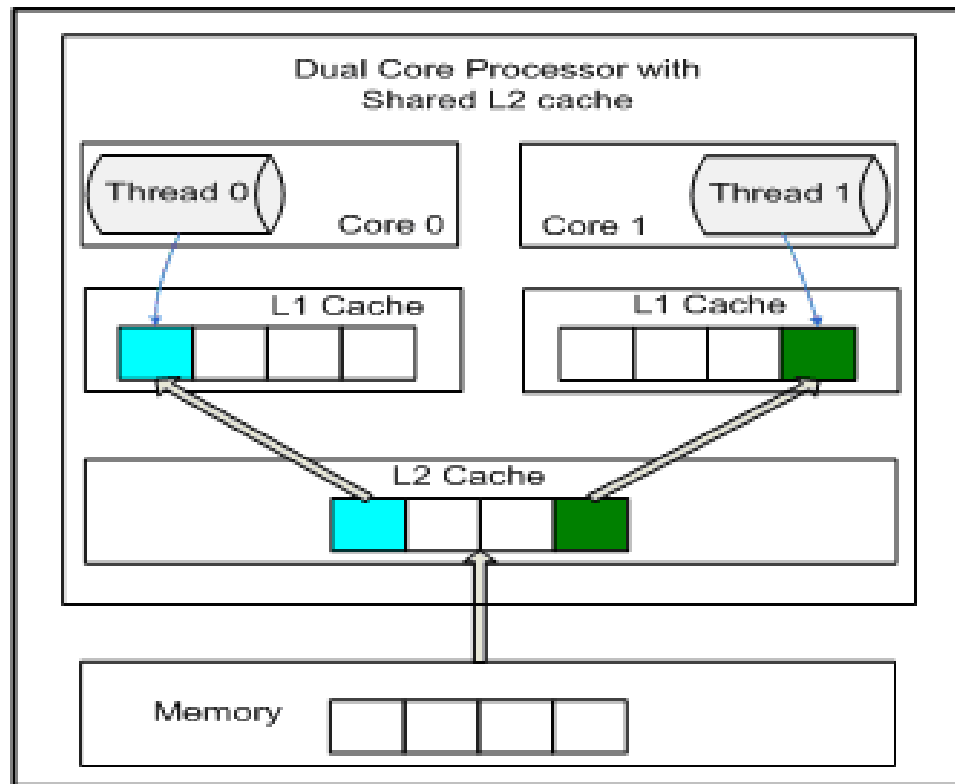 Dual Core Processor with
Shared L2 cache
Thread 0
Core 0
Thread 1
Core 1
L1 Cache
L1 Cache
L2 Cache
Memory